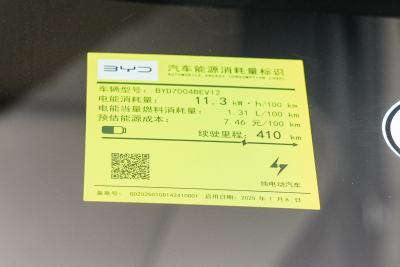 BYD 汽车能源消耗量标识
AUTOMOBILE ENERGY CONSUMPTION LABEL
车辆型号: BYD7004BEV12
电能消耗量: 11.3 kW·h/100 km
电能当量燃料消耗量: 1.31 L/100 km
预估能源成本: 7.46 元/100 km
续驶里程: 410 km
纯电动汽车
备案号: GD20250108142410001 启用日期: 2025 年 1 月 8 日